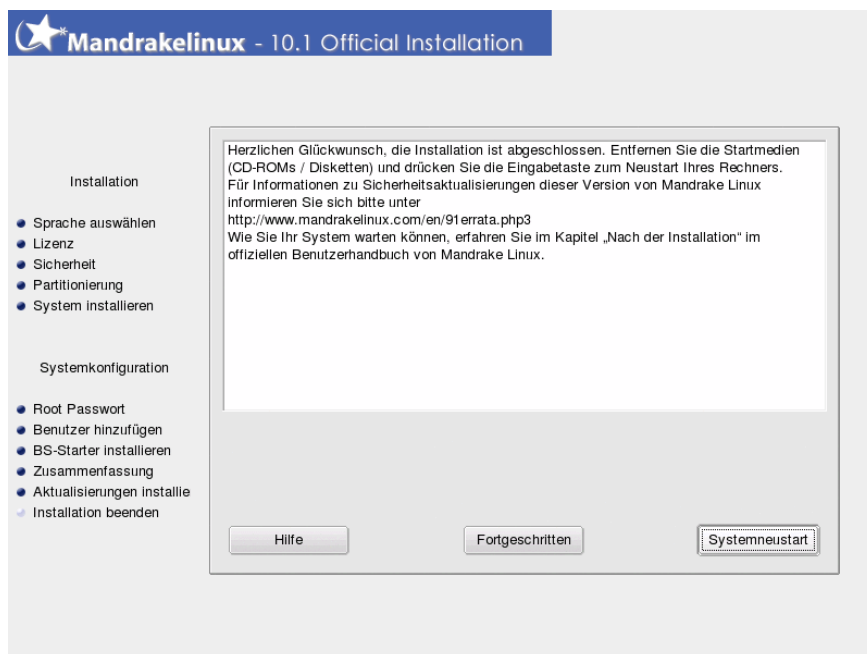 Mandrakelinux - 10.1 Official Installation
Installation
Sprache auswählen
Lizenz
Sicherheit
Partitionierung
System installieren
Systemkonfiguration
Root Passwort
Benutzer hinzufügen
BS-Starter installieren
Zusammenfassung
Aktualisierungen installie
Installation beenden
Herzlichen Glückwunsch, die Installation ist abgeschlossen. Entfernen Sie die Startmedien
(CD-ROMs / Disketten) und drücken Sie die Eingabetaste zum Neustart Ihres Rechners.
Für Informationen zu Sicherheitsaktualisierungen dieser Version von Mandrake Linux
informieren Sie sich bitte unter
http://www.mandrakelinux.com/en/91errata.php3
Wie Sie Ihr System warten können, erfahren Sie im Kapitel „Nach der Installation“ im
offiziellen Benutzerhandbuch von Mandrake Linux.
Hilfe
Fortgeschritten
Systemneustart